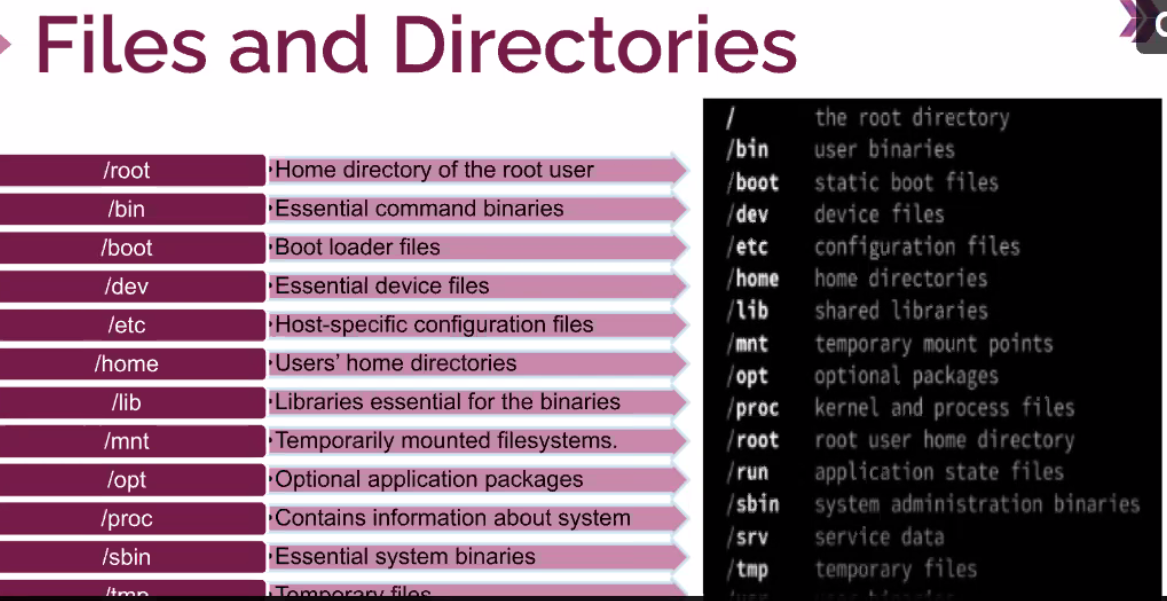 Files and Directories
/root •Home directory of the root user
/bin •Essential command binaries
/boot •Boot loader files
/dev •Essential device files
/etc •Host-specific configuration files
/home •Users’ home directories
/lib •Libraries essential for the binaries
/mnt •Temporarily mounted filesystems.
/opt •Optional application packages
/proc •Contains information about system
/sbin •Essential system binaries
/tmp •Temporary files
/ the root directory
/bin user binaries
/boot static boot files
/dev device files
/etc configuration files
/home home directories
/lib shared libraries
/mnt temporary mount points
/opt optional packages
/proc kernel and process files
/root root user home directory
/run application state files
/sbin system administration binaries
/srv service data
/tmp temporary files